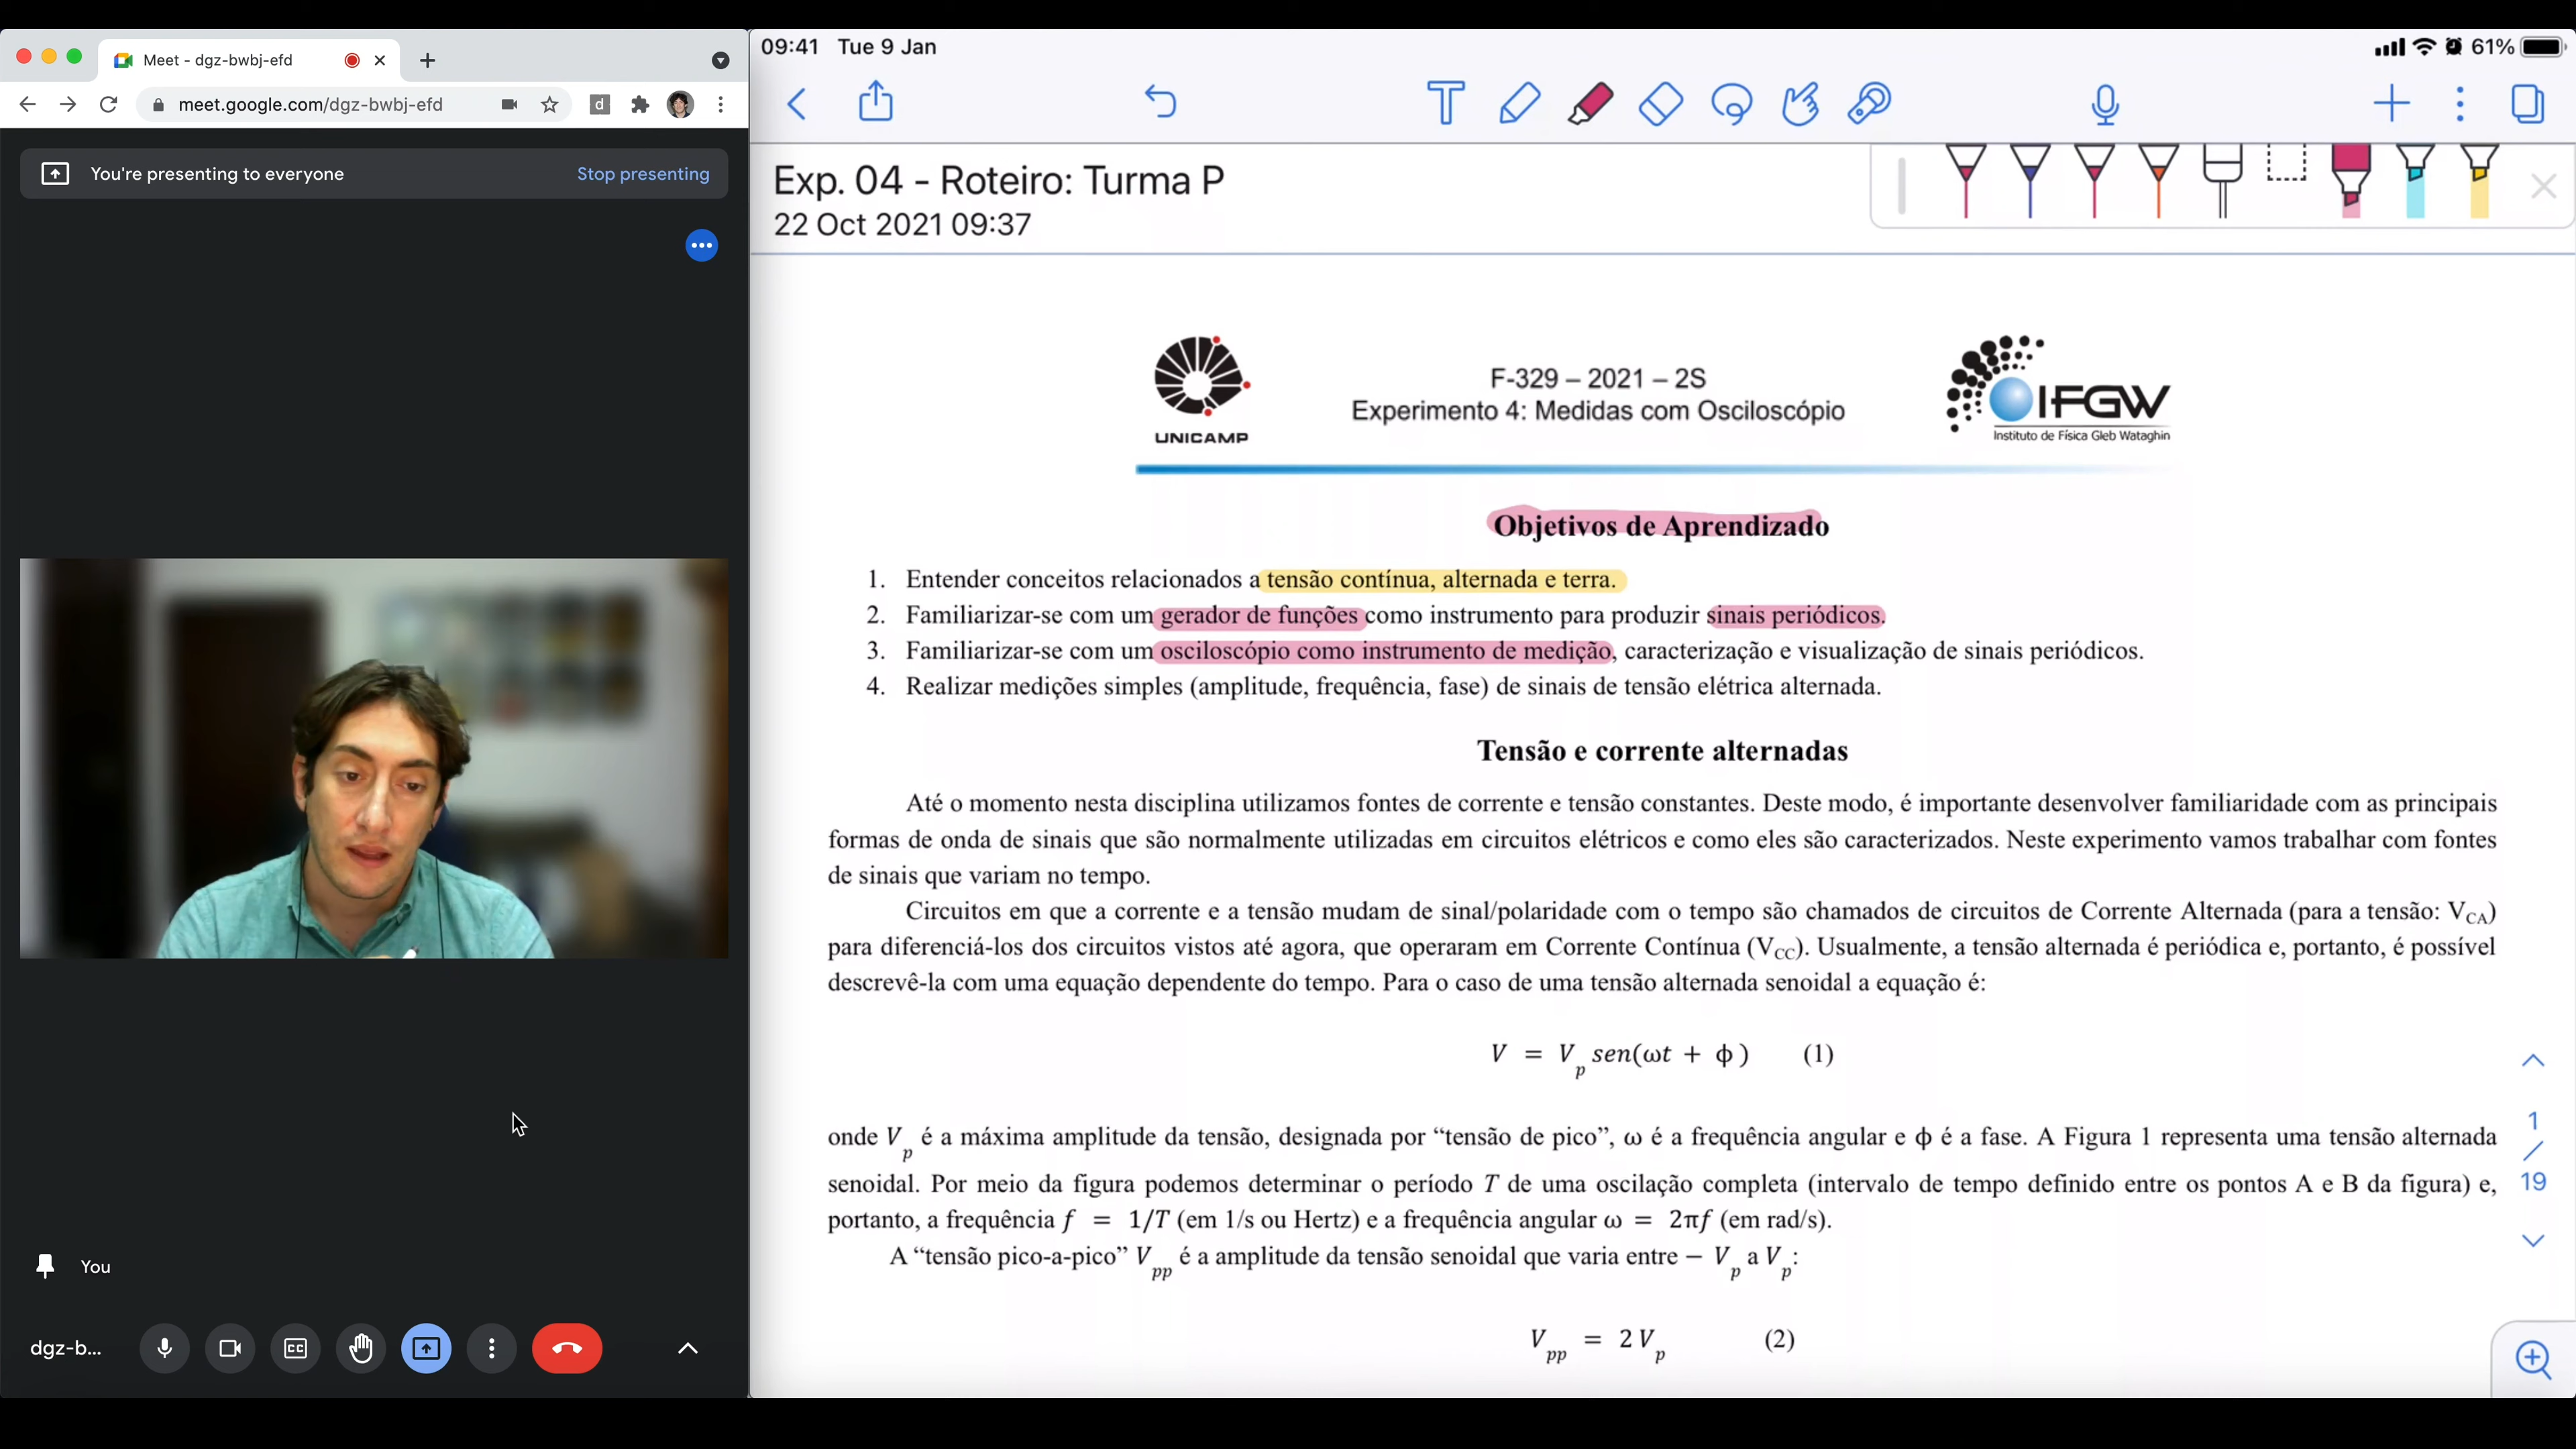 Meet - dgz-bwbj-efd
meet.google.com/dgz-bwbj-efd
d
You're presenting to everyone
Stop presenting
You
dgz-b...
CC
09:41 Tue 9 Jan
61%
T
Exp. 04 - Roteiro: Turma P
22 Oct 2021 09:37
UNICAMP
F-329 – 2021 – 2S
Experimento 4: Medidas com Osciloscópio
IFGW
Instituto de Física Gleb Wataghin
Objetivos de Aprendizado
1. Entender conceitos relacionados a tensão contínua, alternada e terra.
2. Familiarizar-se com um gerador de funções como instrumento para produzir sinais periódicos.
3. Familiarizar-se com um osciloscópio como instrumento de medição, caracterização e visualização de sinais periódicos.
4. Realizar medições simples (amplitude, frequência, fase) de sinais de tensão elétrica alternada.
Tensão e corrente alternadas
Até o momento nesta disciplina utilizamos fontes de corrente e tensão constantes. Deste modo, é importante desenvolver familiaridade com as principais
formas de onda de sinais que são normalmente utilizadas em circuitos elétricos e como eles são caracterizados. Neste experimento vamos trabalhar com fontes
de sinais que variam no tempo.
Circuitos em que a corrente e a tensão mudam de sinal/polaridade com o tempo são chamados de circuitos de Corrente Alternada (para a tensão: V_CA)
para diferenciá-los dos circuitos vistos até agora, que operaram em Corrente Contínua (V_CC). Usualmente, a tensão alternada é periódica e, portanto, é possível
descrevê-la com uma equação dependente do tempo. Para o caso de uma tensão alternada senoidal a equação é:
V = V_p sen(ωt + ϕ) (1)
onde V_p é a máxima amplitude da tensão, designada por “tensão de pico”, ω é a frequência angular e ϕ é a fase. A Figura 1 representa uma tensão alternada
senoidal. Por meio da figura podemos determinar o período T de uma oscilação completa (intervalo de tempo definido entre os pontos A e B da figura) e,
portanto, a frequência f = 1/T (em 1/s ou Hertz) e a frequência angular ω = 2πf (em rad/s).
A “tensão pico-a-pico” V_pp é a amplitude da tensão senoidal que varia entre − V_p a V_p:
V_pp = 2 V_p (2)
1
/
19